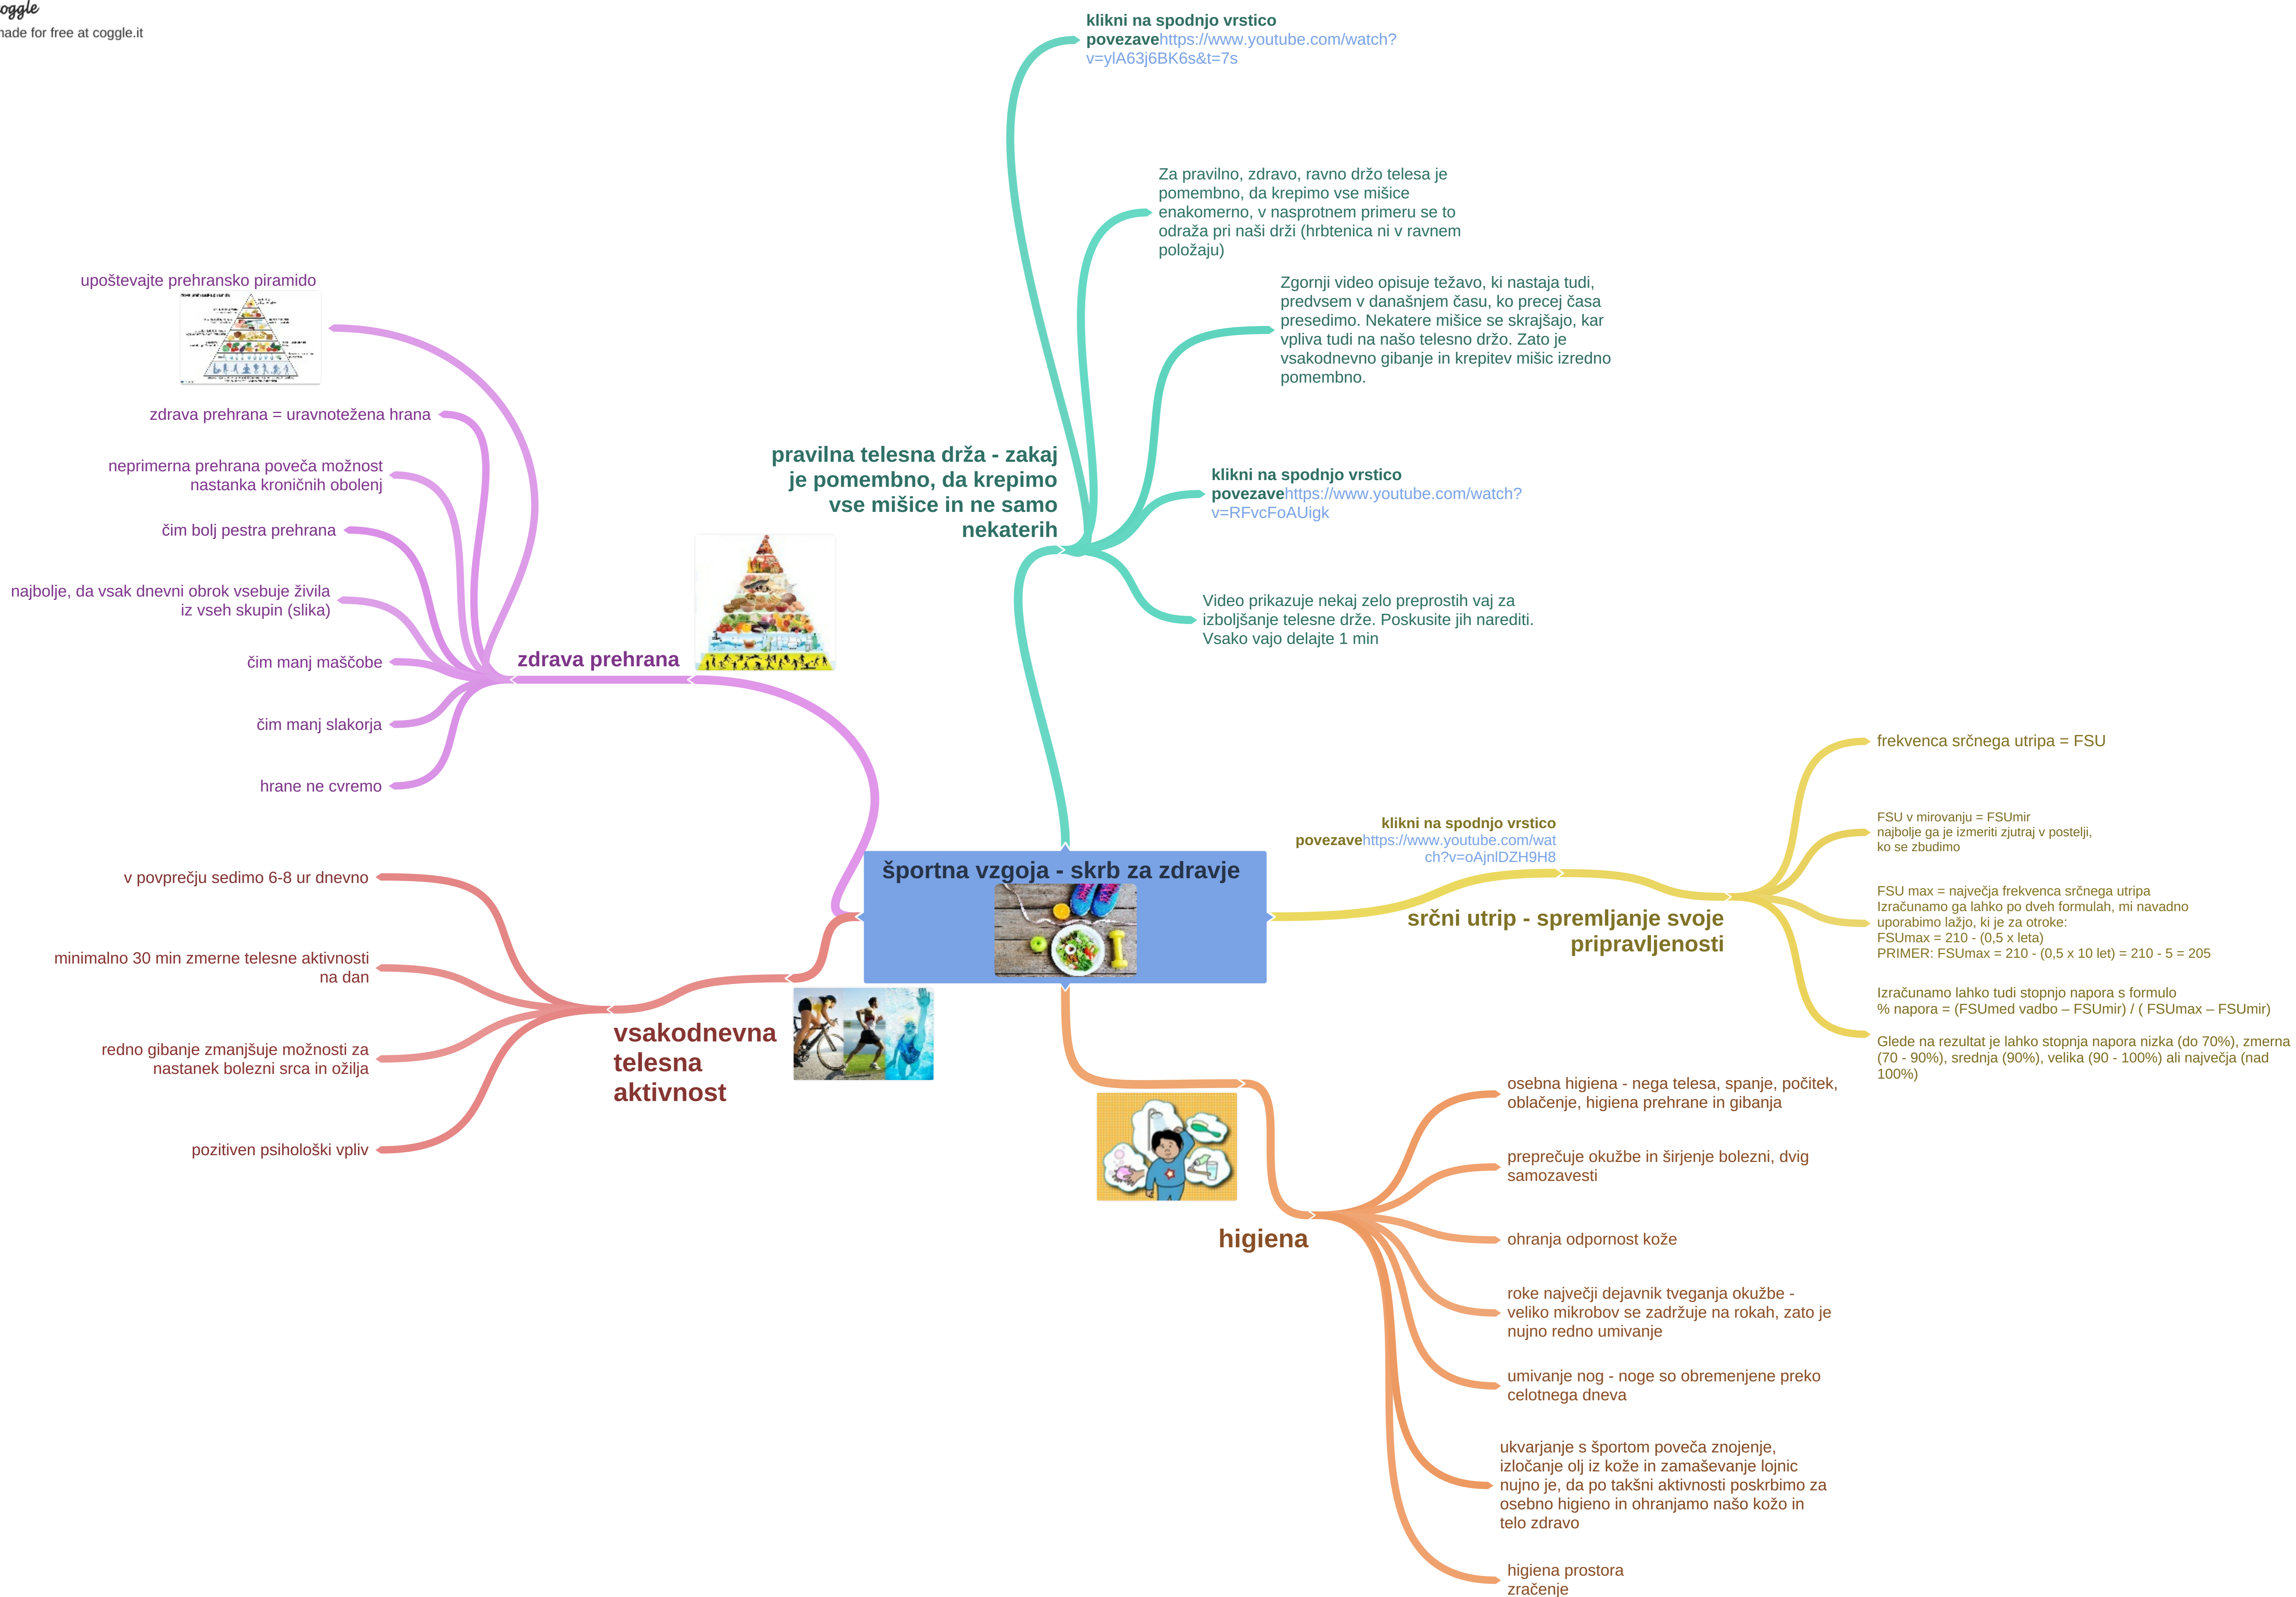 oggle
made for free at coggle.it
klikni na spodnjo vrstico
povezavehttps://www.youtube.com/watch?
v=ylA63j6BK6s&t=7s
Za pravilno, zdravo, ravno držo telesa je
pomembno, da krepimo vse mišice
enakomerno, v nasprotnem primeru se to
odraža pri naši drži (hrbtenica ni v ravnem
položaju)
Zgornji video opisuje težavo, ki nastaja tudi,
predvsem v današnjem času, ko precej časa
presedimo. Nekatere mišice se skrajšajo, kar
vpliva tudi na našo telesno držo. Zato je
vsakodnevno gibanje in krepitev mišic izredno
pomembno.
pravilna telesna drža - zakaj
je pomembno, da krepimo
vse mišice in ne samo
nekaterih
klikni na spodnjo vrstico
povezavehttps://www.youtube.com/watch?
v=RFvcFoAUigk
Video prikazuje nekaj zelo preprostih vaj za
izboljšanje telesne drže. Poskusite jih narediti.
Vsako vajo delajte 1 min
upoštevajte prehransko piramido
zdrava prehrana = uravnotežena hrana
neprimerna prehrana poveča možnost
nastanka kroničnih obolenj
čim bolj pestra prehrana
najbolje, da vsak dnevni obrok vsebuje živila
iz vseh skupin (slika)
čim manj maščobe
čim manj slakorja
hrane ne cvremo
zdrava prehrana
športna vzgoja - skrb za zdravje
klikni na spodnjo vrstico
povezavehttps://www.youtube.com/wat
ch?v=oAjnlDZH9H8
srčni utrip - spremljanje svoje
pripravljenosti
frekvenca srčnega utripa = FSU
FSU v mirovanju = FSUmir
najbolje ga je izmeriti zjutraj v postelji,
ko se zbudimo
FSU max = največja frekvenca srčnega utripa
Izračunamo ga lahko po dveh formulah, mi navadno
uporabimo lažjo, ki je za otroke:
FSUmax = 210 - (0,5 x leta)
PRIMER: FSUmax = 210 - (0,5 x 10 let) = 210 - 5 = 205
Izračunamo lahko tudi stopnjo napora s formulo
% napora = (FSUmed vadbo – FSUmir) / ( FSUmax – FSUmir)
Glede na rezultat je lahko stopnja napora nizka (do 70%), zmerna
(70 - 90%), srednja (90%), velika (90 - 100%) ali največja (nad
100%)
v povprečju sedimo 6-8 ur dnevno
minimalno 30 min zmerne telesne aktivnosti
na dan
redno gibanje zmanjšuje možnosti za
nastanek bolezni srca in ožilja
pozitiven psihološki vpliv
vsakodnevna
telesna
aktivnost
higiena
osebna higiena - nega telesa, spanje, počitek,
oblačenje, higiena prehrane in gibanja
preprečuje okužbe in širjenje bolezni, dvig
samozavesti
ohranja odpornost kože
roke največji dejavnik tveganja okužbe -
veliko mikrobov se zadržuje na rokah, zato je
nujno redno umivanje
umivanje nog - noge so obremenjene preko
celotnega dneva
ukvarjanje s športom poveča znojenje,
izločanje olj iz kože in zamaševanje lojnic
nujno je, da po takšni aktivnosti poskrbimo za
osebno higieno in ohranjamo našo kožo in
telo zdravo
higiena prostora
zračenje